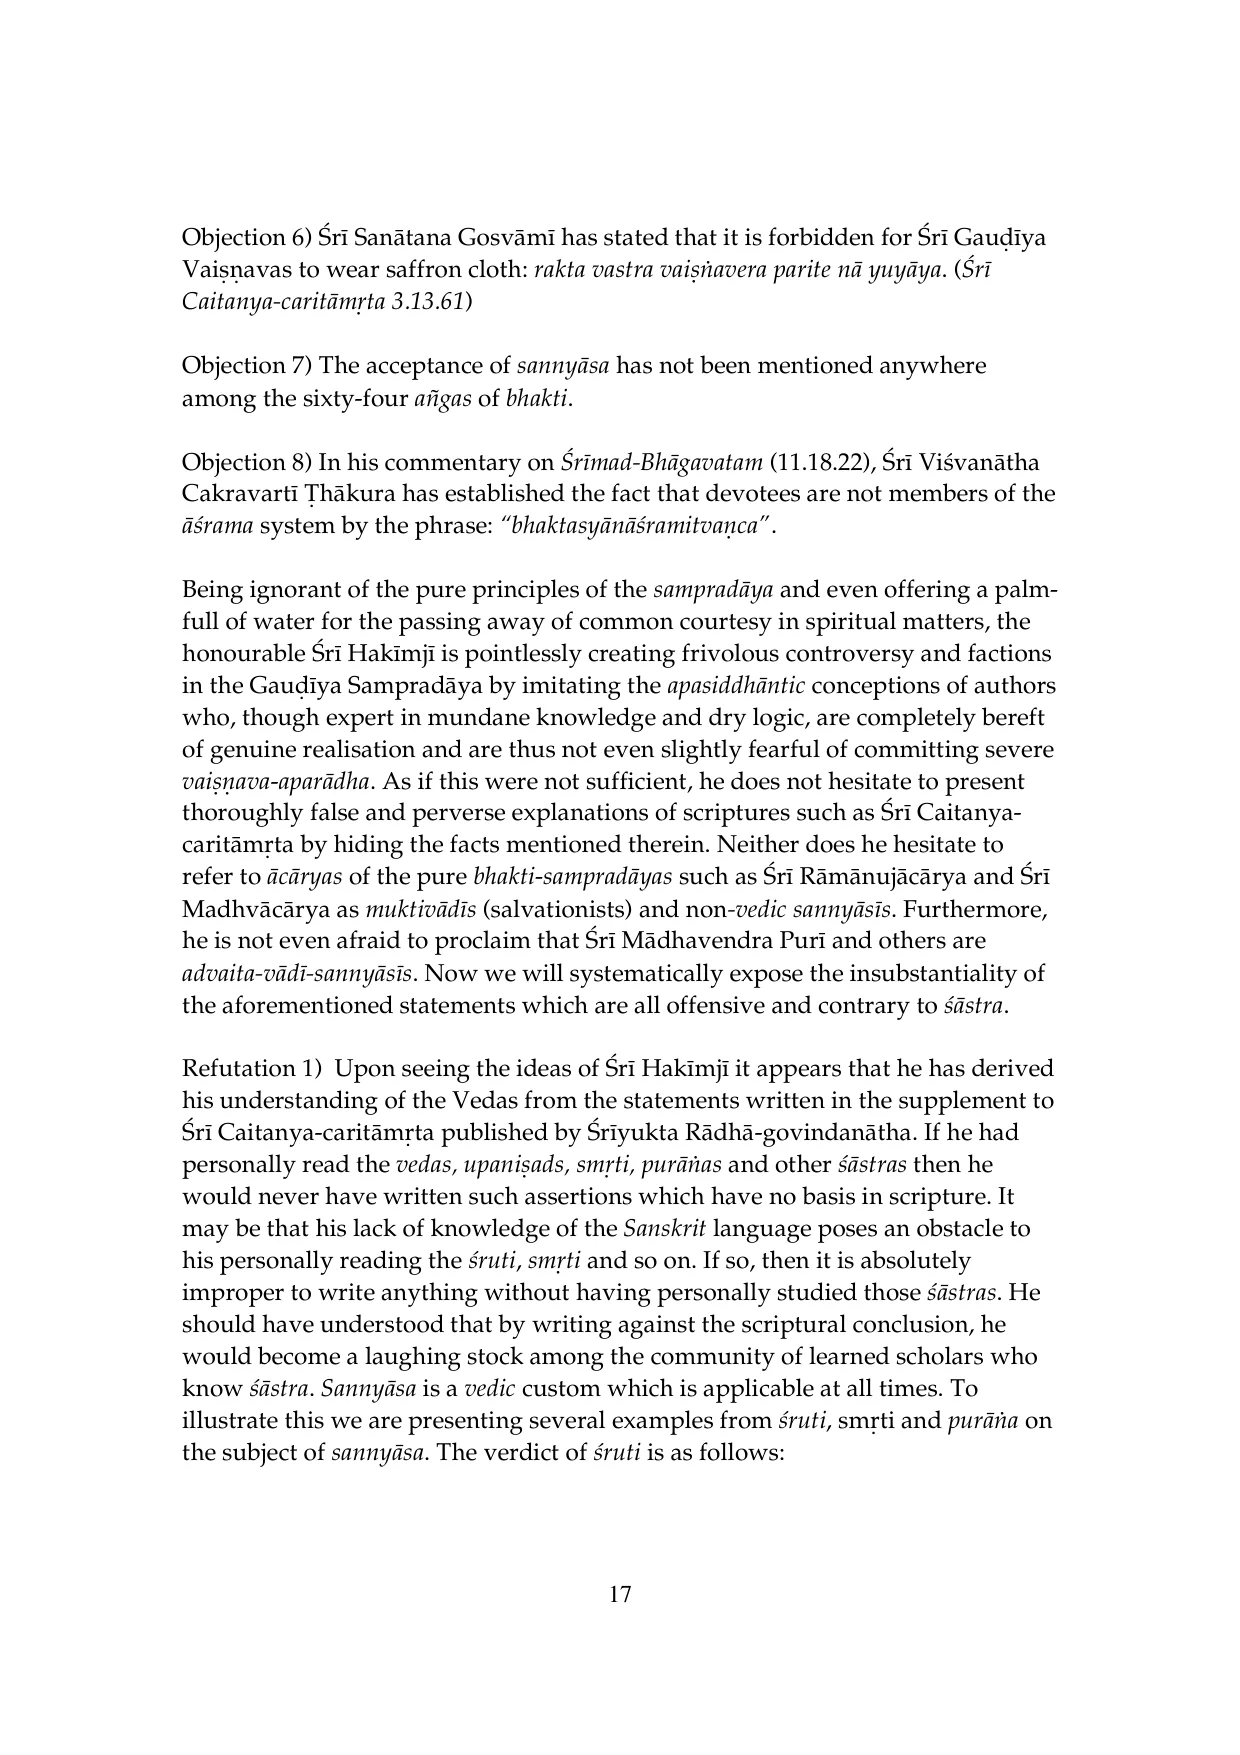 Objection 6) Śrī Sanātana Gosvāmī has stated that it is forbidden for Śrī Gauḍīya
Vaiṣṇavas to wear saffron cloth: rakta vastra vaiṣṅavera parite nā yuyāya. (Śrī
Caitanya-caritāmṛta 3.13.61)
Objection 7) The acceptance of sannyāsa has not been mentioned anywhere
among the sixty-four añgas of bhakti.
Objection 8) In his commentary on Śrīmad-Bhāgavatam (11.18.22), Śrī Viśvanātha
Cakravartī Ṭhākura has established the fact that devotees are not members of the
āśrama system by the phrase: “bhaktasyānāśramitvaṇca”.
Being ignorant of the pure principles of the sampradāya and even offering a palm-
full of water for the passing away of common courtesy in spiritual matters, the
honourable Śrī Hakīmjī is pointlessly creating frivolous controversy and factions
in the Gauḍīya Sampradāya by imitating the apasiddhāntic conceptions of authors
who, though expert in mundane knowledge and dry logic, are completely bereft
of genuine realisation and are thus not even slightly fearful of committing severe
vaiṣṇava-aparādha. As if this were not sufficient, he does not hesitate to present
thoroughly false and perverse explanations of scriptures such as Śrī Caitanya-
caritāmṛta by hiding the facts mentioned therein. Neither does he hesitate to
refer to ācāryas of the pure bhakti-sampradāyas such as Śrī Rāmānujācārya and Śrī
Madhvācārya as muktivādīs (salvationists) and non-vedic sannyāsīs. Furthermore,
he is not even afraid to proclaim that Śrī Mādhavendra Purī and others are
advaita-vādī-sannyāsīs. Now we will systematically expose the insubstantiality of
the aforementioned statements which are all offensive and contrary to śāstra.
Refutation 1)  Upon seeing the ideas of Śrī Hakīmjī it appears that he has derived
his understanding of the Vedas from the statements written in the supplement to
Śrī Caitanya-caritāmṛta published by Śrīyukta Rādhā-govindanātha. If he had
personally read the vedas, upaniṣads, smṛti, purāṅas and other śāstras then he
would never have written such assertions which have no basis in scripture. It
may be that his lack of knowledge of the Sanskrit language poses an obstacle to
his personally reading the śruti, smṛti and so on. If so, then it is absolutely
improper to write anything without having personally studied those śāstras. He
should have understood that by writing against the scriptural conclusion, he
would become a laughing stock among the community of learned scholars who
know śāstra. Sannyāsa is a vedic custom which is applicable at all times. To
illustrate this we are presenting several examples from śruti, smṛti and purāṅa on
the subject of sannyāsa. The verdict of śruti is as follows:
17